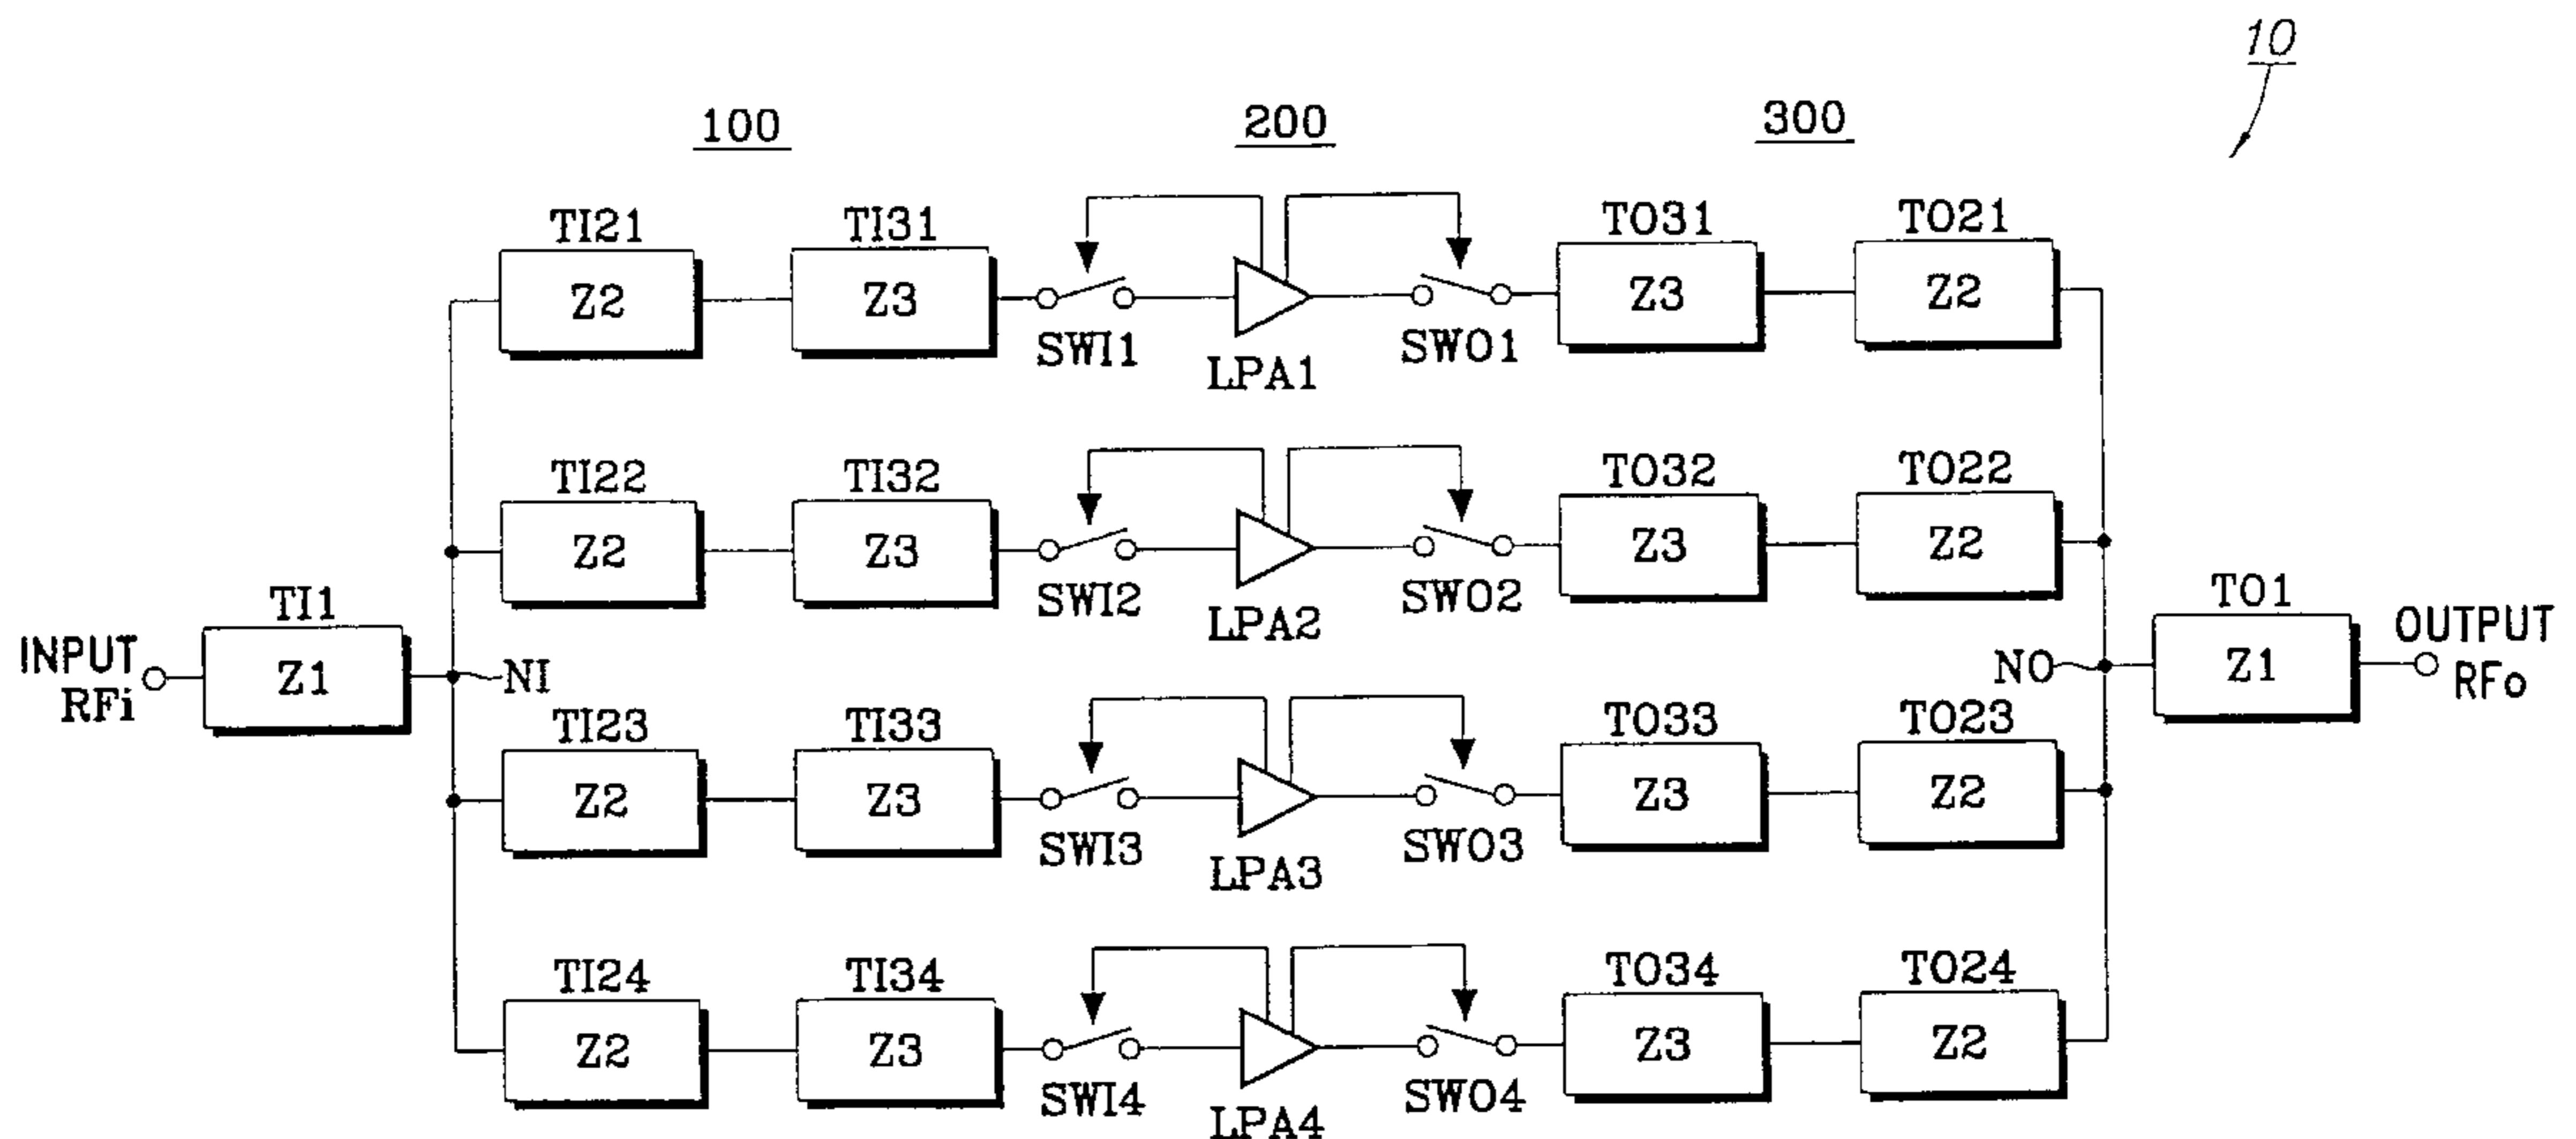 10
100 200 300
TI21 TI31 TO31 TO21
Z2 Z3 Z3 Z2
SWI1 LPA1 SWO1
TI22 TI32 TO32 TO22
Z2 Z3 Z3 Z2
SWI2 LPA2 SWO2
TI1 TO1
INPUT RFi Z1 NI NO Z1 OUTPUT RFo
TI23 TI33 TO33 TO23
Z2 Z3 Z3 Z2
SWI3 LPA3 SWO3
TI24 TI34 TO34 TO24
Z2 Z3 Z3 Z2
SWI4 LPA4 SWO4